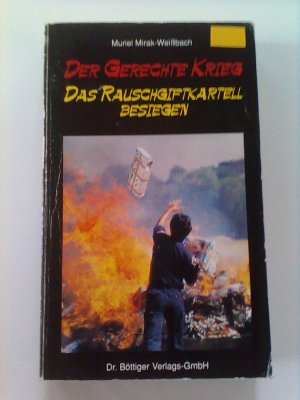 Muriel Mirak-Weißbach
Der Gerechte Krieg
Das Rauschgiftkartell
besiegen
Dr. Böttiger Verlags-GmbH